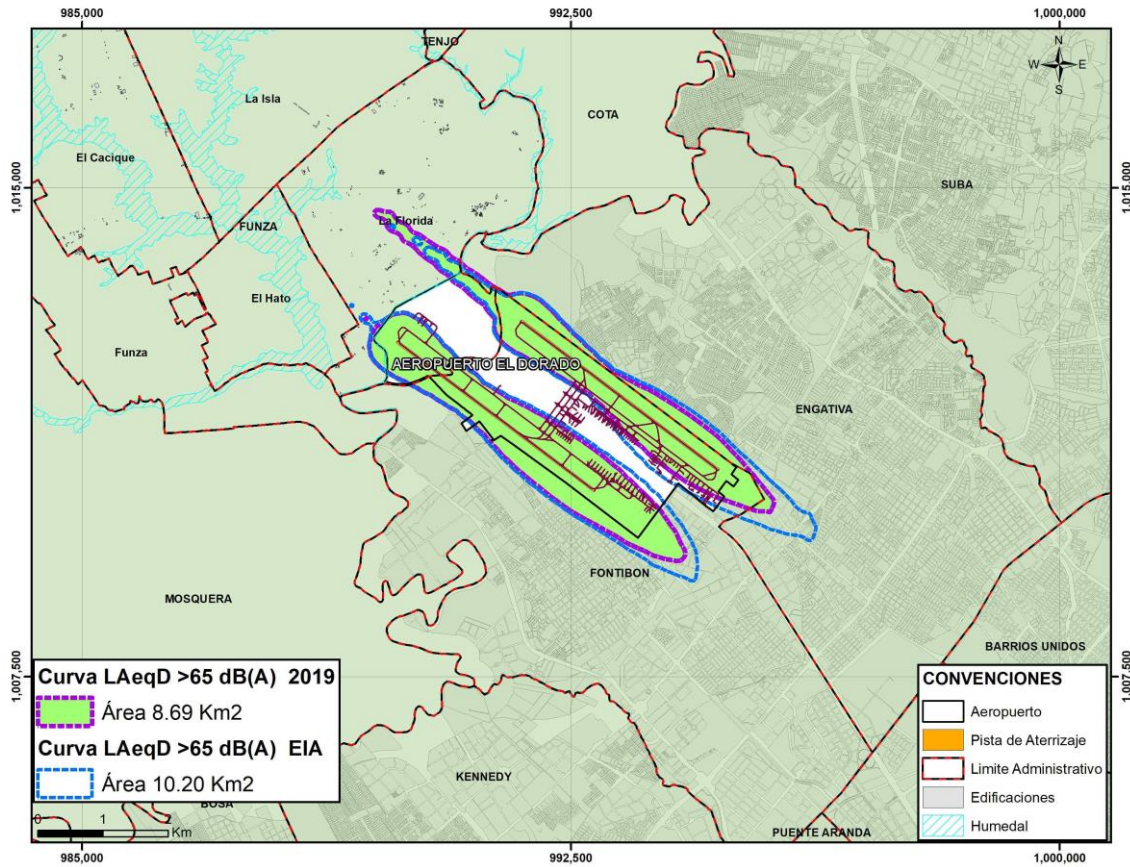 985,000
992,500
1,000,000
N
W
E
S
TENJO
La Isla
COTA
El Cacique
SUBA
1,015,000
1,015,000
La Florida
FUNZA
El Hato
Funza
AEROPUERTO EL DORADO
ENGATIVA
FONTIBON
MOSQUERA
BARRIOS UNIDOS
1,007,500
1,007,500
Curva LAeqD >65 dB(A) 2019
Área 8.69 Km2
Curva LAeqD >65 dB(A) EIA
Área 10.20 Km2
CONVENCIONES
Aeropuerto
Pista de Aterrizaje
Limite Administrativo
Edificaciones
Humedal
KENNEDY
BOSA
0 1 2
Km
PUENTE ARANDA
985,000
992,500
1,000,000